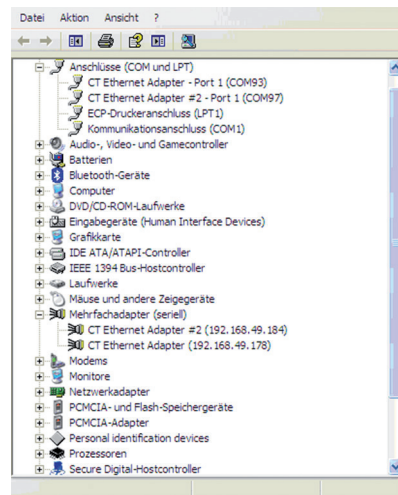 Datei Aktion Ansicht ?
Anschlüsse (COM und LPT)
CT Ethernet Adapter - Port 1 (COM93)
CT Ethernet Adapter #2 - Port 1 (COM97)
ECP-Druckeranschluss (LPT1)
Kommunikationsanschluss (COM1)
Audio-, Video- und Gamecontroller
Batterien
Bluetooth-Geräte
Computer
DVD/CD-ROM-Laufwerke
Eingabegeräte (Human Interface Devices)
Grafikkarte
IDE ATA/ATAPI-Controller
IEEE 1394 Bus-Hostcontroller
Laufwerke
Mäuse und andere Zeigegeräte
Mehrfachadapter (seriell)
CT Ethernet Adapter #2 (192.168.49.184)
CT Ethernet Adapter (192.168.49.178)
Modems
Monitore
Netzwerkadapter
PCMCIA- und Flash-Speichergeräte
PCMCIA-Adapter
Personal identification devices
Prozessoren
Secure Digital-Hostcontroller